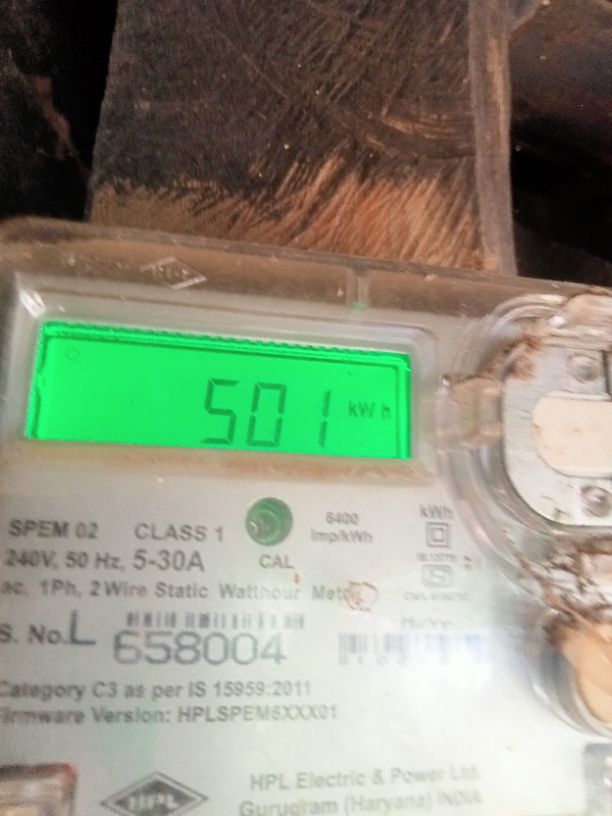 501 kWh
SPEM 02 CLASS 1 6400 imp/kWh kWh
240V, 50 Hz, 5-30A CAL
ac, 1Ph, 2 Wire Static Watthour
S. No. L 658004
Category C3 as per IS 15959:2011
Firmware Version: HPLSPEM6XXX01
HPL HPL Electric & Power Ltd.
Gurugram (Haryana) INDIA